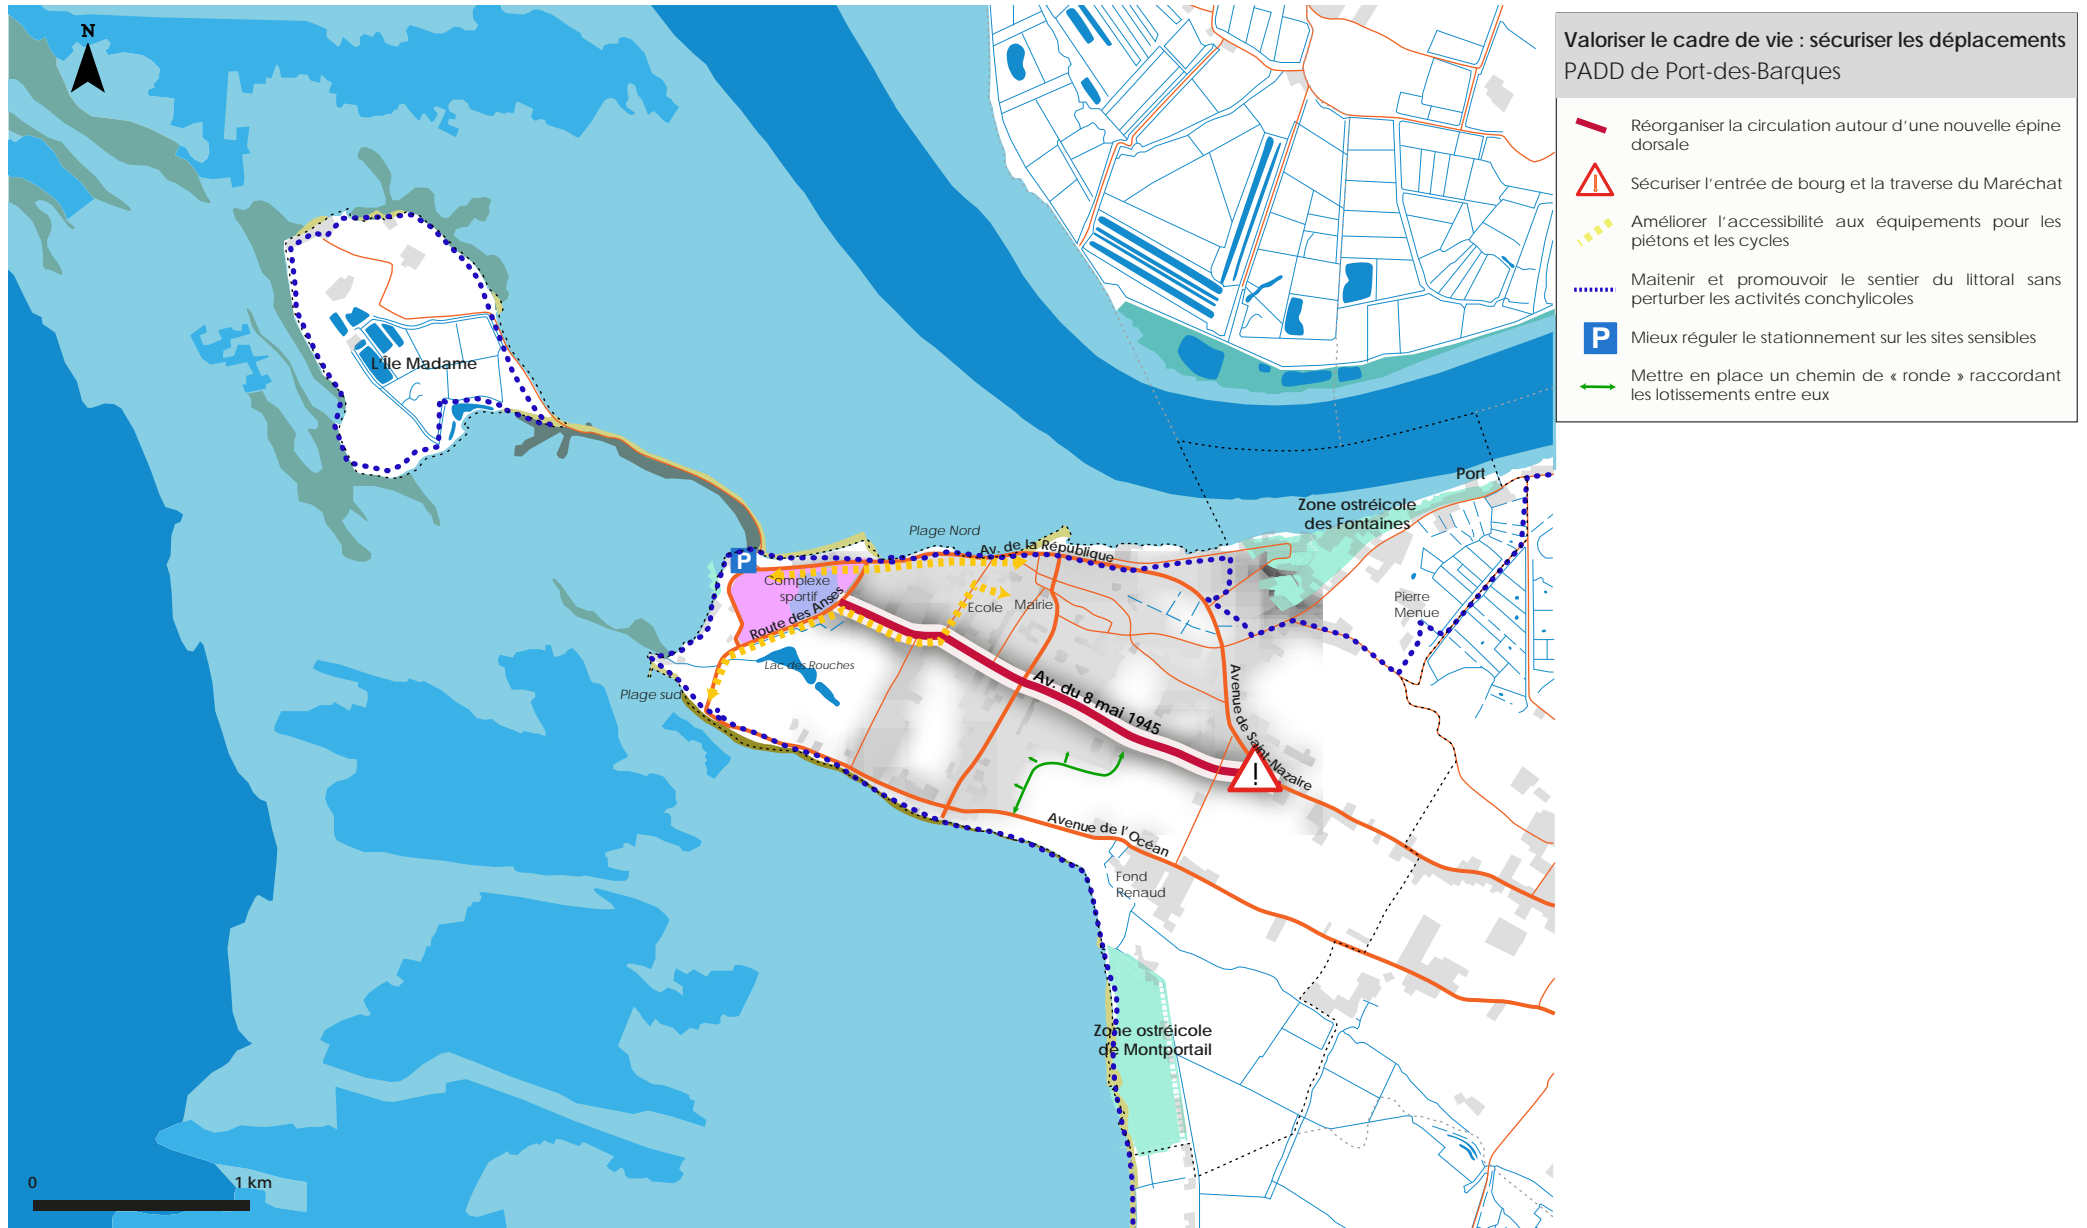 N
Valoriser le cadre de vie : sécuriser les déplacements
PADD de Port-des-Barques
Réorganiser la circulation autour d'une nouvelle épine
dorsale
Sécuriser l'entrée de bourg et la traverse du Maréchat
Améliorer l'accessibilité aux équipements pour les
piétons et les cycles
Maitenir et promouvoir le sentier du littoral sans
perturber les activités conchylicoles
P
Mieux réguler le stationnement sur les sites sensibles
Mettre en place un chemin de « ronde » raccordant
les lotissements entre eux
L'Île Madame
Port
Zone ostréicole
des Fontaines
Plage Nord
Av. de la République
P
Complexe
sportif
Route des Anses
Ecole
Mairie
Pierre
Menue
Lac des Rouches
Plage sud
Av. du 8 mai 1945
Avenue de Saint-Nazaire
!
Avenue de l'Océan
Fond
Renaud
Zone ostréicole
de Montportail
0
1 km